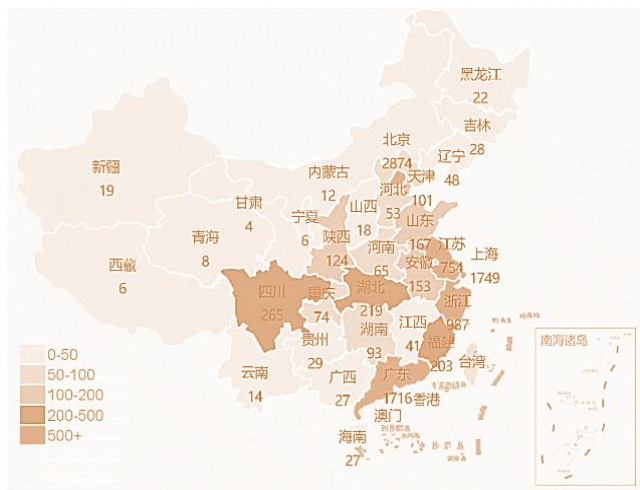 黑龙江
22
吉林
28
北京
2874
辽宁
48
新疆
19
内蒙古
12
天津
101
河北
53
甘肃
4
宁夏
6
山西
18
山东
167
青海
8
陕西
124
河南
65
江苏
754
上海
1749
西藏
6
安徽
153
四川
265
重庆
74
湖北
219
浙江
987
湖南
93
江西
41
福建
203
贵州
29
台湾
云南
14
广西
27
广东
1716
香港
澳门
海南
27
南海诸岛
0-50
50-100
100-200
200-500
500+